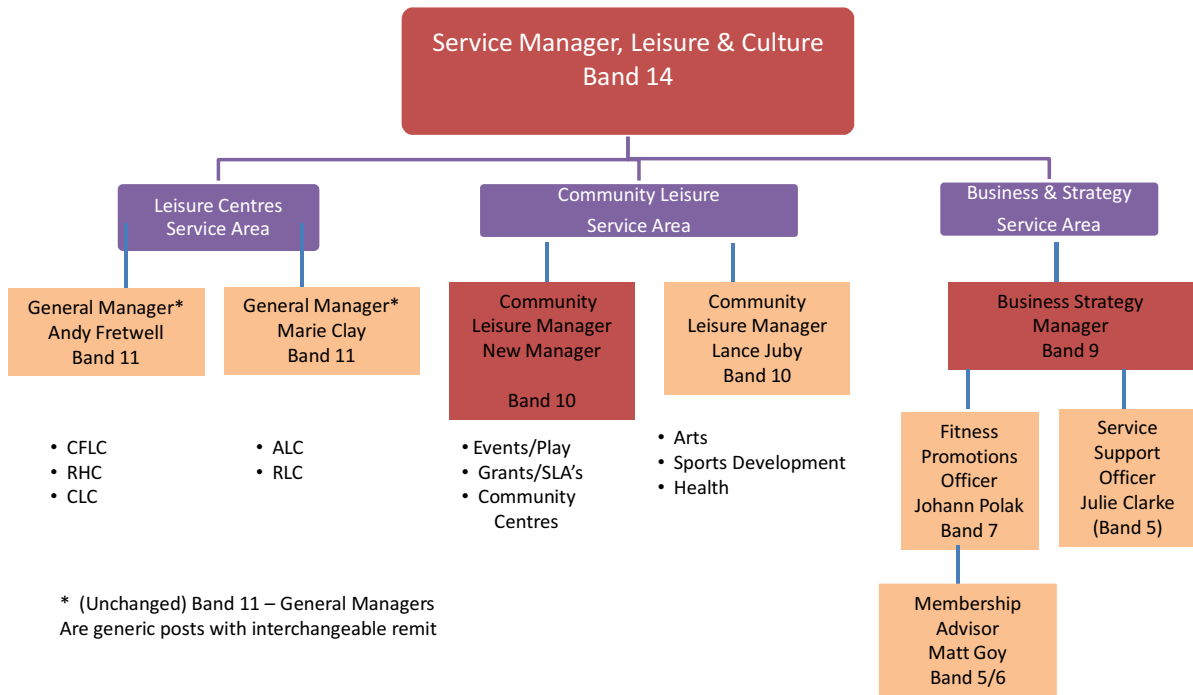 Service Manager, Leisure & Culture
Band 14
Leisure Centres
Service Area
Community Leisure
Service Area
Business & Strategy
Service Area
General Manager*
Andy Fretwell
Band 11
General Manager*
Marie Clay
Band 11
Community
Leisure Manager
New Manager
Band 10
Community
Leisure Manager
Lance Juby
Band 10
Business Strategy
Manager
Band 9
• CFLC
• RHC
• CLC
• ALC
• RLC
• Events/Play
• Grants/SLA’s
• Community
Centres
• Arts
• Sports Development
• Health
Fitness
Promotions
Officer
Johann Polak
Band 7
Service
Support
Officer
Julie Clarke
(Band 5)
Membership
Advisor
Matt Goy
Band 5/6
* (Unchanged) Band 11 – General Managers
Are generic posts with interchangeable remit